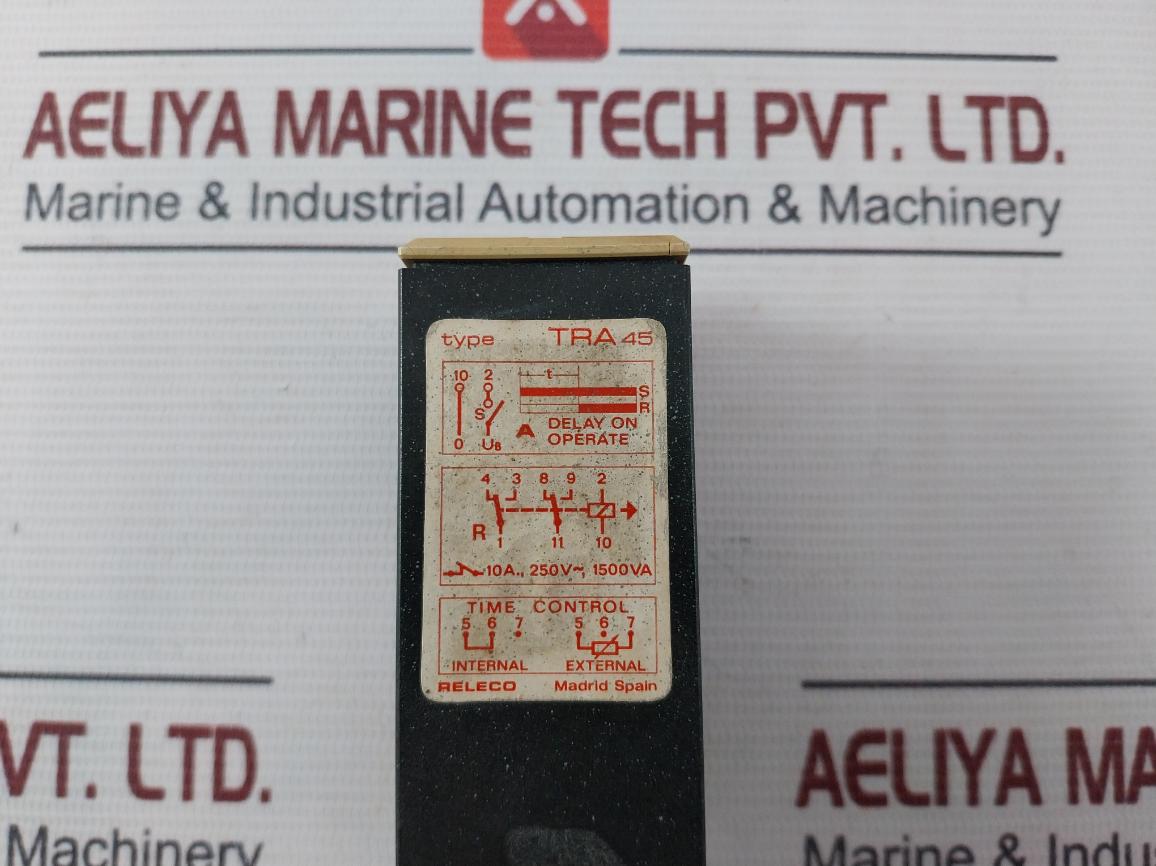 AELIYA MARINE TECH PVT. LTD.
Marine & Industrial Automation & Machinery
type TRA 45
10 2 t
S
S
R
A DELAY ON
OPERATE
0 UB
4 3 8 9 2
R
1 11 10
10A., 250V~, 1500VA
TIME CONTROL
5 6 7 5 6 7
INTERNAL EXTERNAL
RELECO Madrid Spain
VT. LTD.
Machinery
AELIYA MA
Marine & Indus